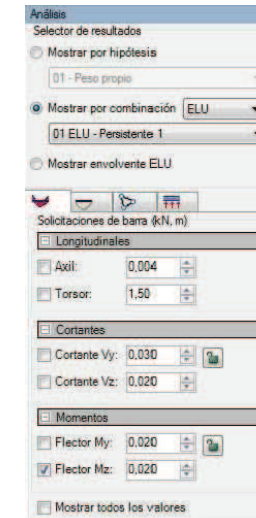 Análisis
Selector de resultados
Mostrar por hipótesis
01 - Peso propio
Mostrar por combinación ELU
01 ELU - Persistente 1
Mostrar envolvente ELU
Solicitaciones de barra (kN, m)
Longitudinales
Axil: 0,004
Torsor: 1,50
Cortantes
Cortante Vy: 0,030
Cortante Vz: 0,020
Momentos
Flector My: 0,020
Flector Mz: 0,020
Mostrar todos los valores